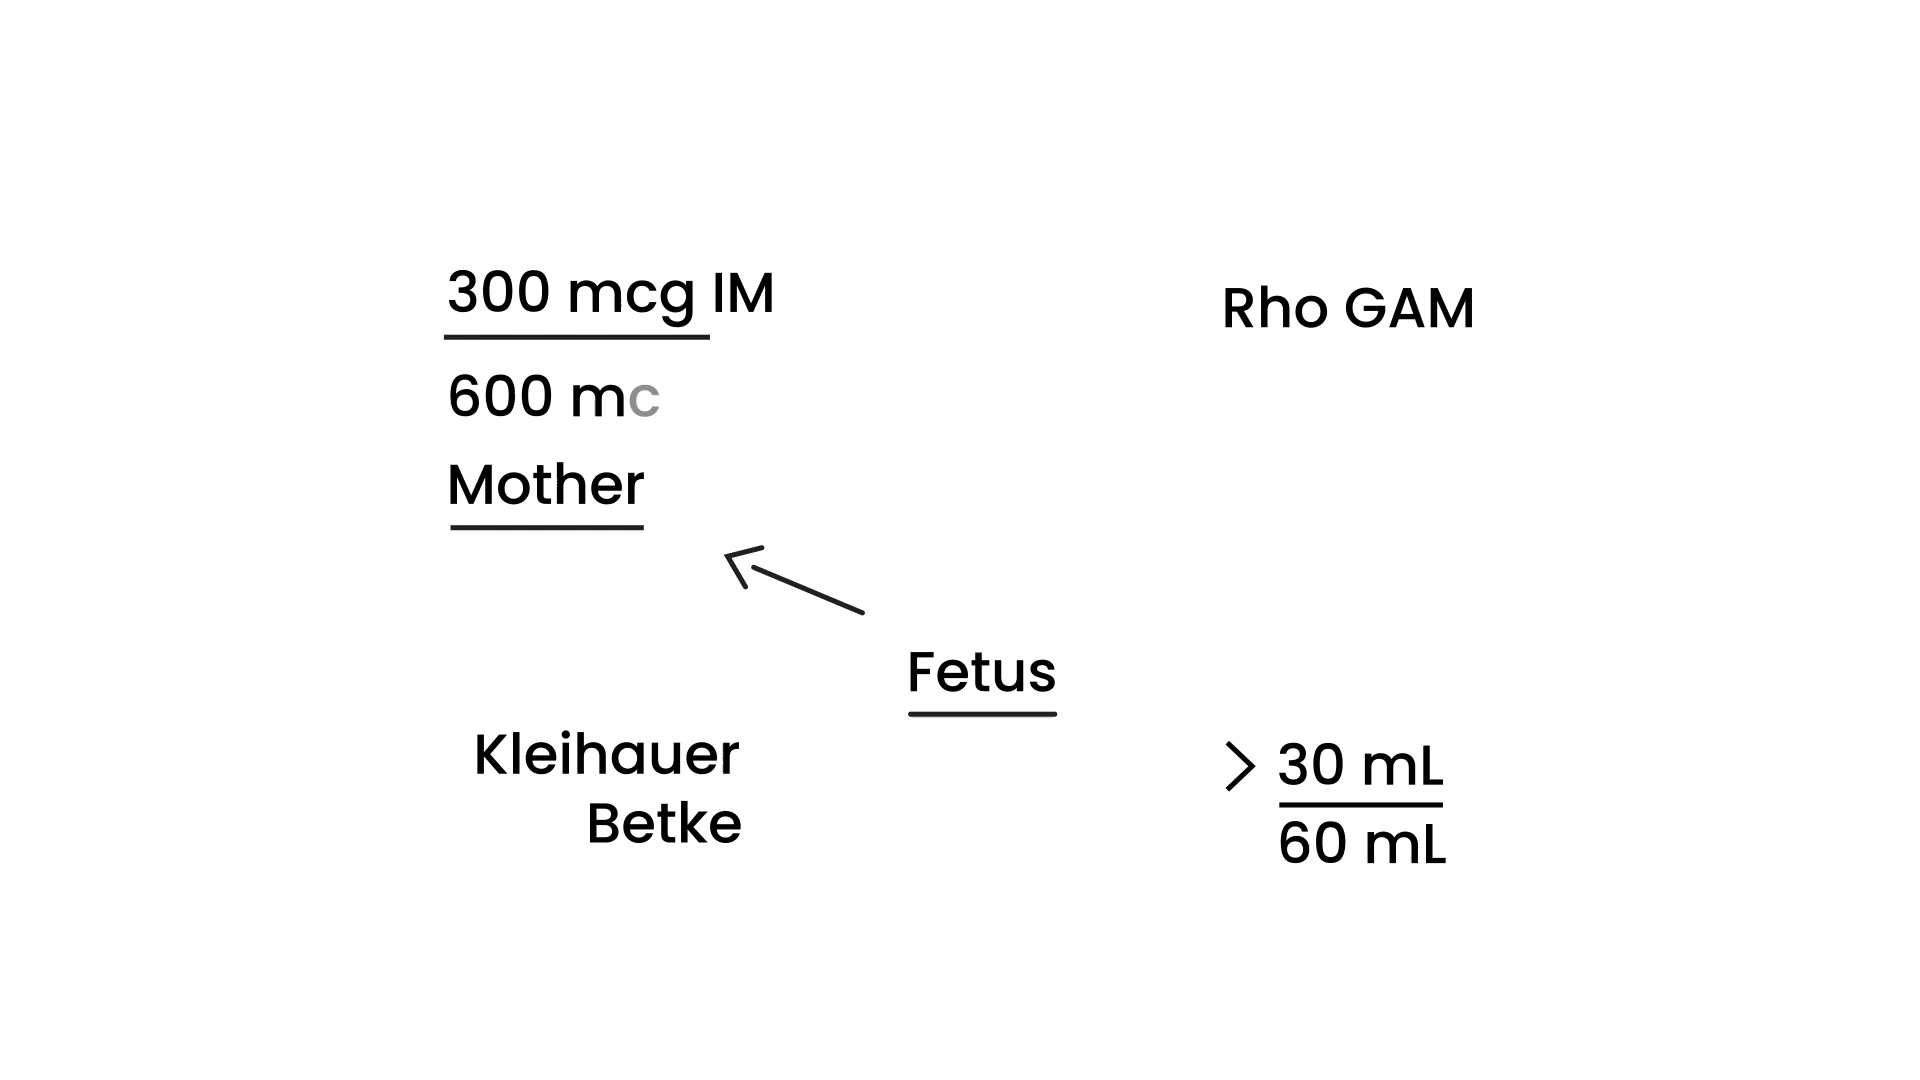 300 mcg IM
Rho GAM
600 mc
Mother
Fetus
Kleihauer
Betke
> 30 mL
60 mL